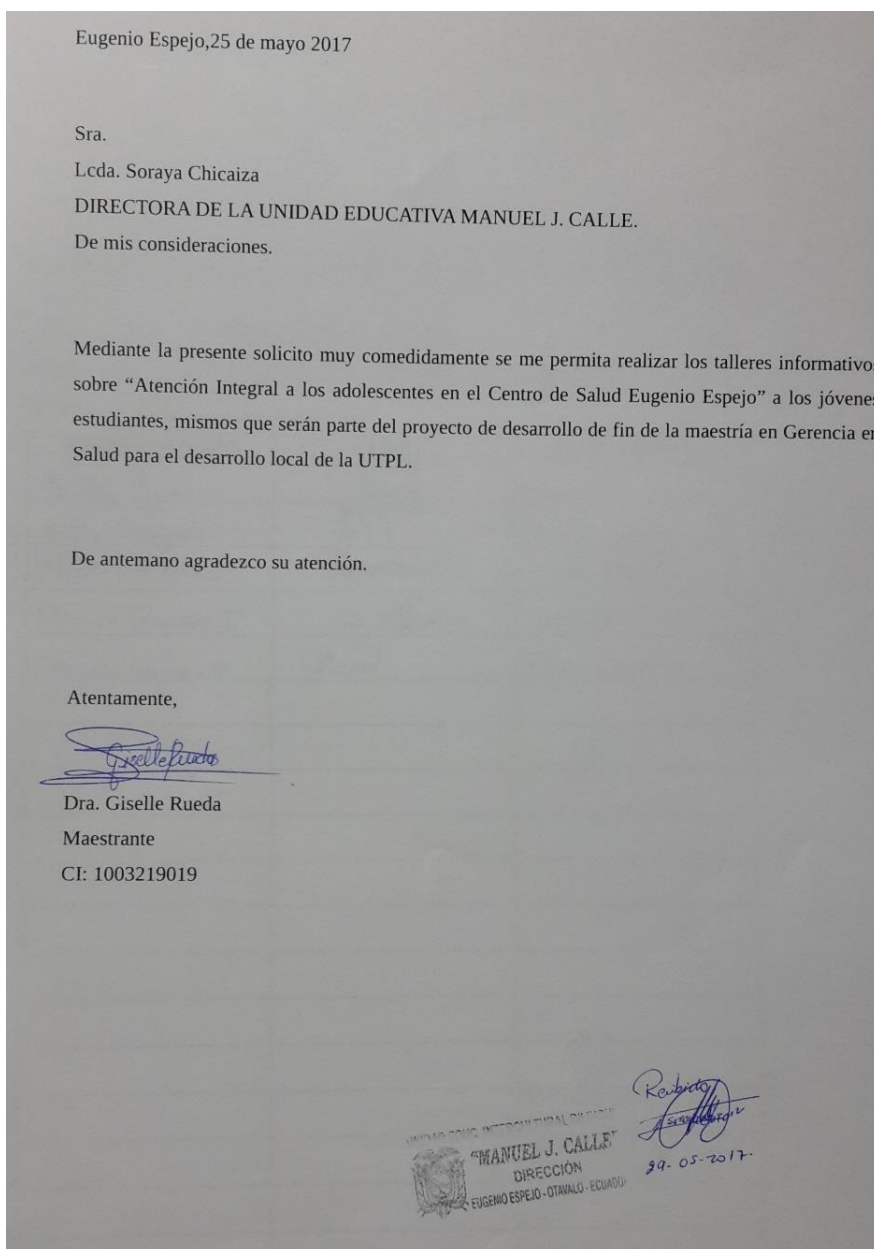 Eugenio Espejo,25 de mayo 2017
Sra.
Lcda. Soraya Chicaiza
DIRECTORA DE LA UNIDAD EDUCATIVA MANUEL J. CALLE.
De mis consideraciones.
Mediante la presente solicito muy comedidamente se me permita realizar los talleres informativos
sobre “Atención Integral a los adolescentes en el Centro de Salud Eugenio Espejo” a los jóvenes
estudiantes, mismos que serán parte del proyecto de desarrollo de fin de la maestría en Gerencia en
Salud para el desarrollo local de la UTPL.
De antemano agradezco su atención.
Atentamente,
Giselle Rueda
Dra. Giselle Rueda
Maestrante
CI: 1003219019
Recibido
29-05-2017.
INTERCULTURAL
“MANUEL J. CALLE”
DIRECCIÓN
EUGENIO ESPEJO - OTAVALO - ECUADOR